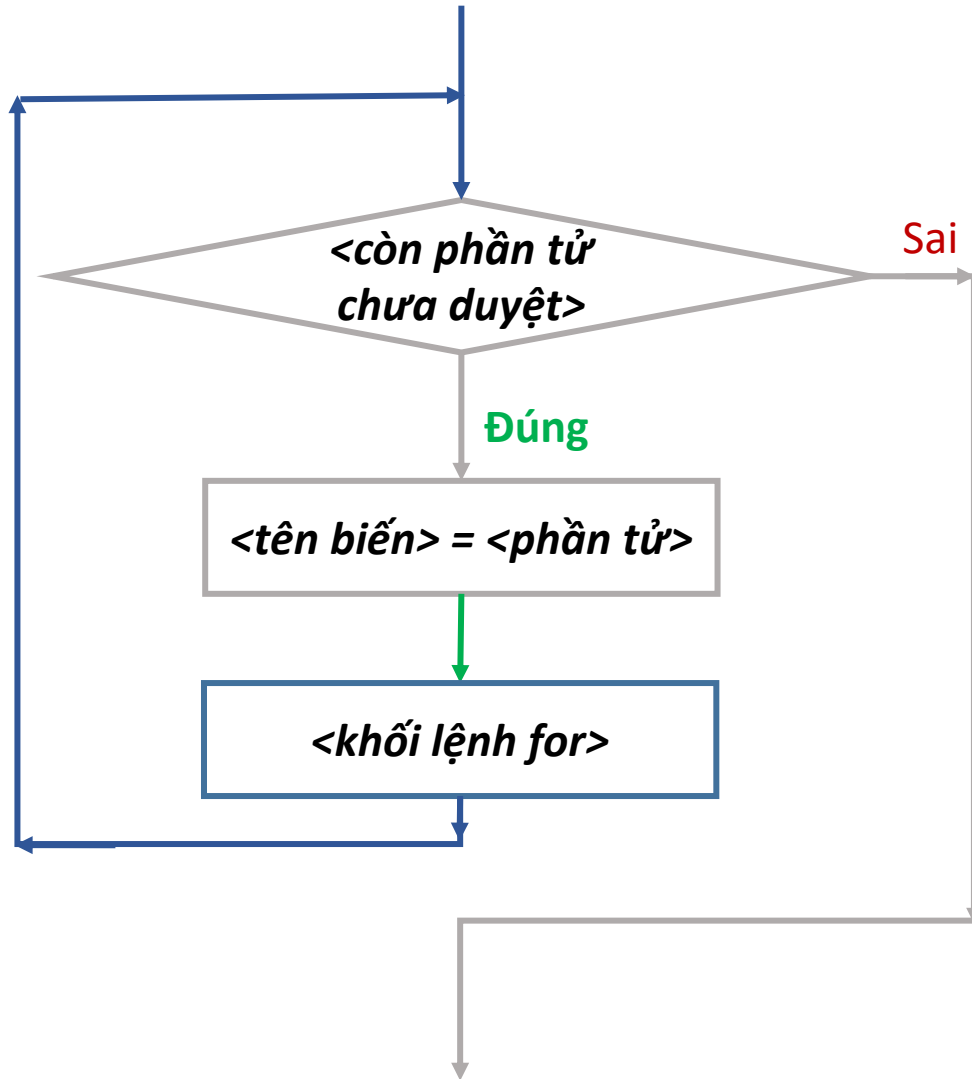 <còn phần tử
chưa duyệt>
Sai
Đúng
<tên biến> = <phần tử>
<khối lệnh for>